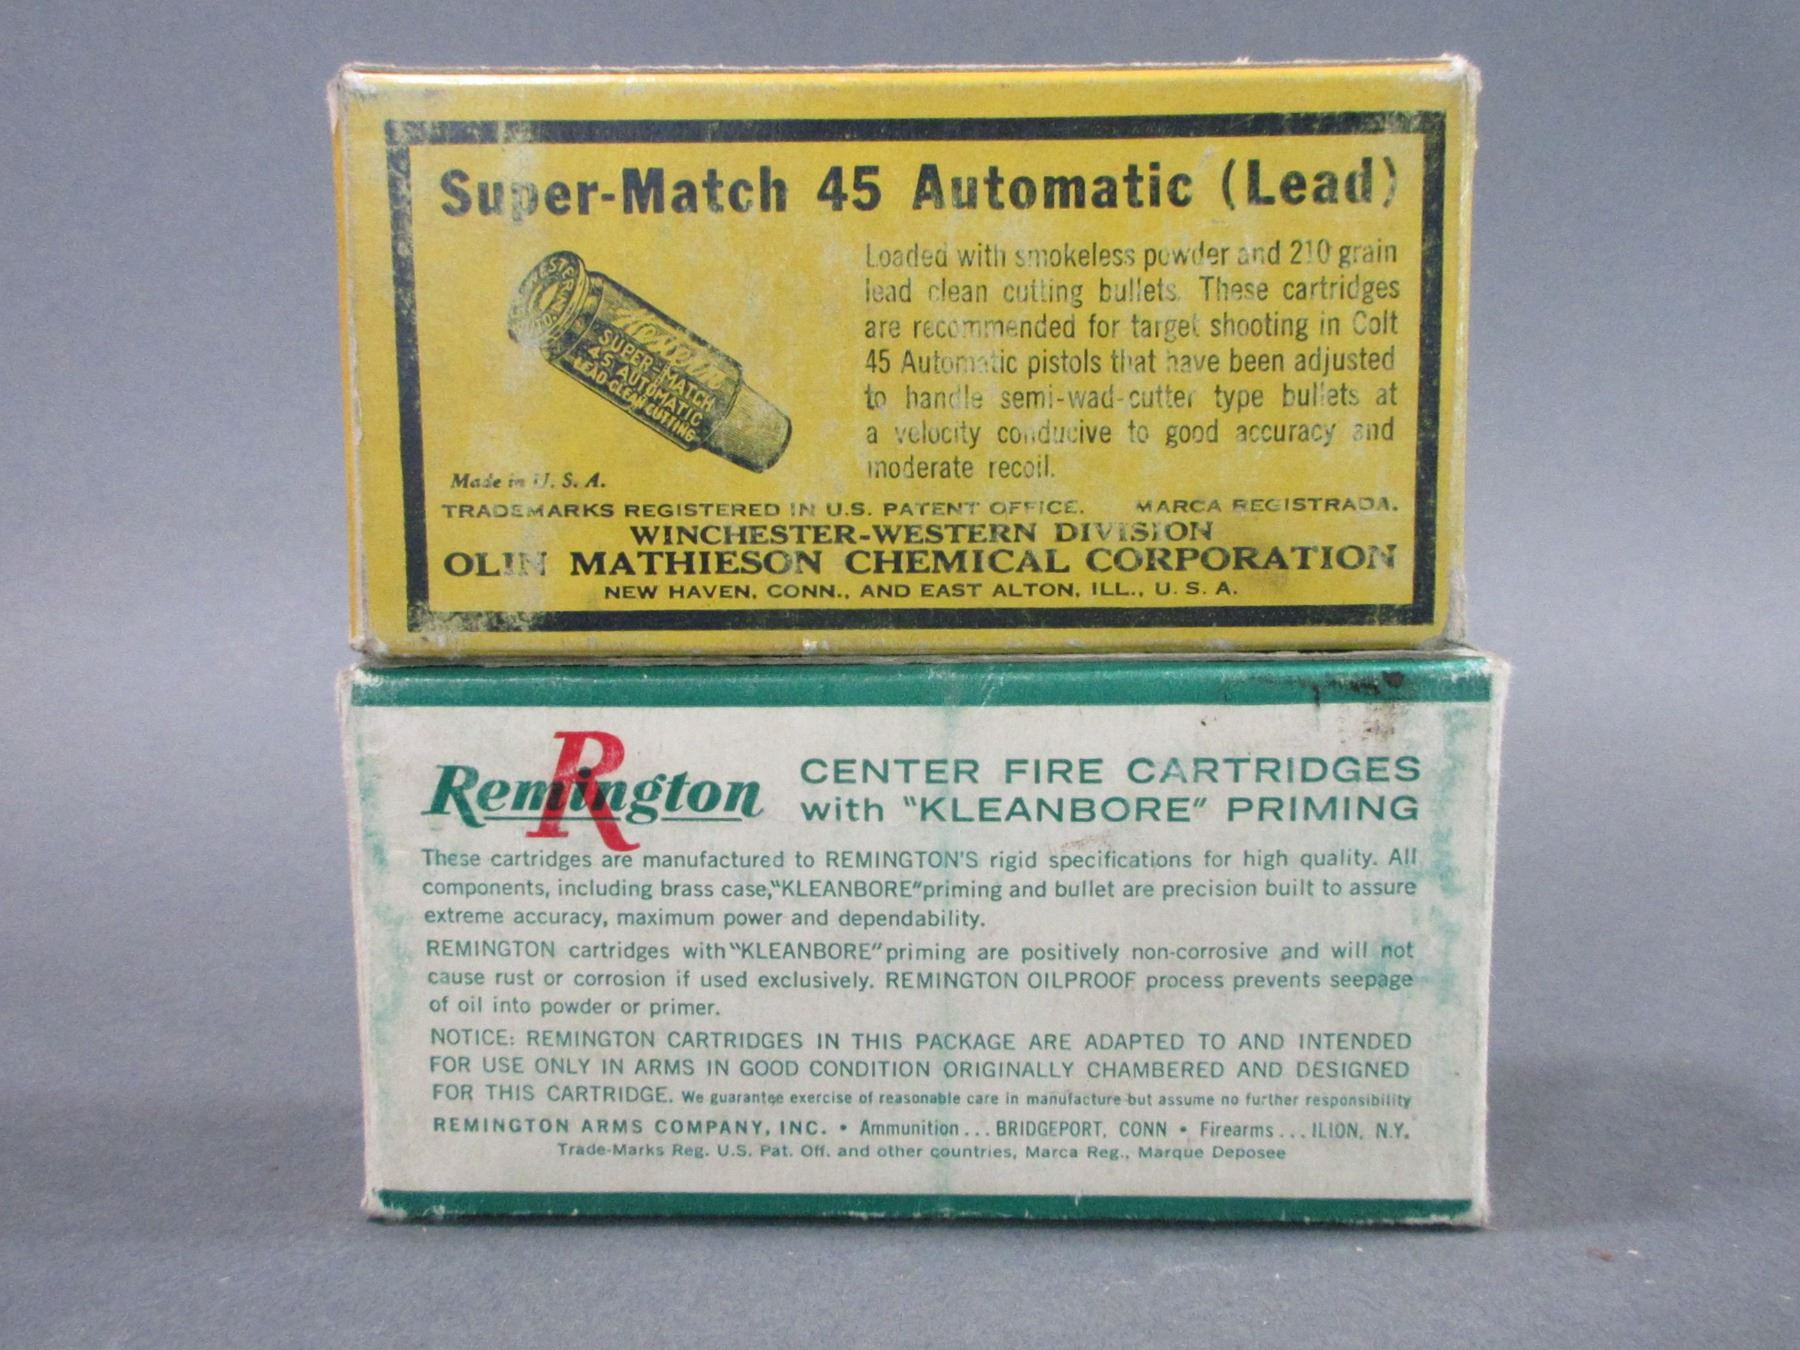 Super-Match 45 Automatic (Lead)
Loaded with smokeless powder and 210 grain
lead clean cutting bullets. These cartridges
are recommended for target shooting in Colt
45 Automatic pistols that have been adjusted
to handle semi-wad-cutter type bullets at
a velocity conducive to good accuracy and
moderate recoil.
WESTERN
Western
SUPER-MATCH
45 AUTOMATIC
LEAD-CLEAN CUTTING
Made in U. S. A.
TRADEMARKS REGISTERED IN U.S. PATENT OFFICE. MARCA REGISTRADA.
WINCHESTER-WESTERN DIVISION
OLIN MATHIESON CHEMICAL CORPORATION
NEW HAVEN, CONN., AND EAST ALTON, ILL., U. S. A.
R
Remington
CENTER FIRE CARTRIDGES
with "KLEANBORE" PRIMING
These cartridges are manufactured to REMINGTON'S rigid specifications for high quality. All
components, including brass case, "KLEANBORE" priming and bullet are precision built to assure
extreme accuracy, maximum power and dependability.
REMINGTON cartridges with "KLEANBORE" priming are positively non-corrosive and will not
cause rust or corrosion if used exclusively. REMINGTON OILPROOF process prevents seepage
of oil into powder or primer.
NOTICE: REMINGTON CARTRIDGES IN THIS PACKAGE ARE ADAPTED TO AND INTENDED
FOR USE ONLY IN ARMS IN GOOD CONDITION ORIGINALLY CHAMBERED AND DESIGNED
FOR THIS CARTRIDGE. We guarantee exercise of reasonable care in manufacture but assume no further responsibility
REMINGTON ARMS COMPANY, INC. • Ammunition...BRIDGEPORT, CONN • Firearms...ILION, N.Y.
Trade-Marks Reg. U.S. Pat. Off. and other countries, Marca Reg., Marque Deposee